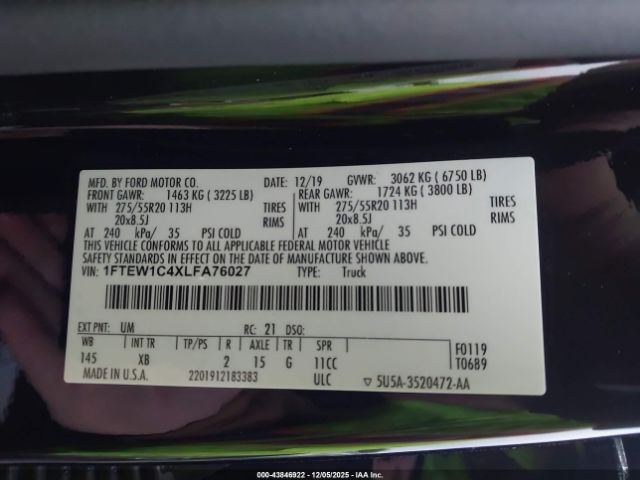 MFD. BY FORD MOTOR CO. DATE: 12/19 GVWR: 3062 KG ( 6750 LB)
FRONT GAWR: 1463 KG ( 3225 LB) REAR GAWR: 1724 KG ( 3800 LB)
WITH 275/55R20 113H TIRES WITH 275/55R20 113H TIRES
20x8.5J RIMS 20x8.5J RIMS
AT 240 kPa/ 35 PSI COLD AT 240 kPa/ 35 PSI COLD
THIS VEHICLE CONFORMS TO ALL APPLICABLE FEDERAL MOTOR VEHICLE
SAFETY STANDARDS IN EFFECT ON THE DATE OF MANUFACTURE SHOWN ABOVE.
VIN: 1FTEW1C4XLFA76027 TYPE: Truck
EXT PNT: UM RC: 21 DSO:
WB INT TR TP/PS R AXLE TR SPR F0119
145 XB 2 15 G 11CC T0689
MADE IN U.S.A. 2201912183383 ULC 5U5A-3520472-AA
000-43846922 | 12/05/2025 - IAA Vehicles